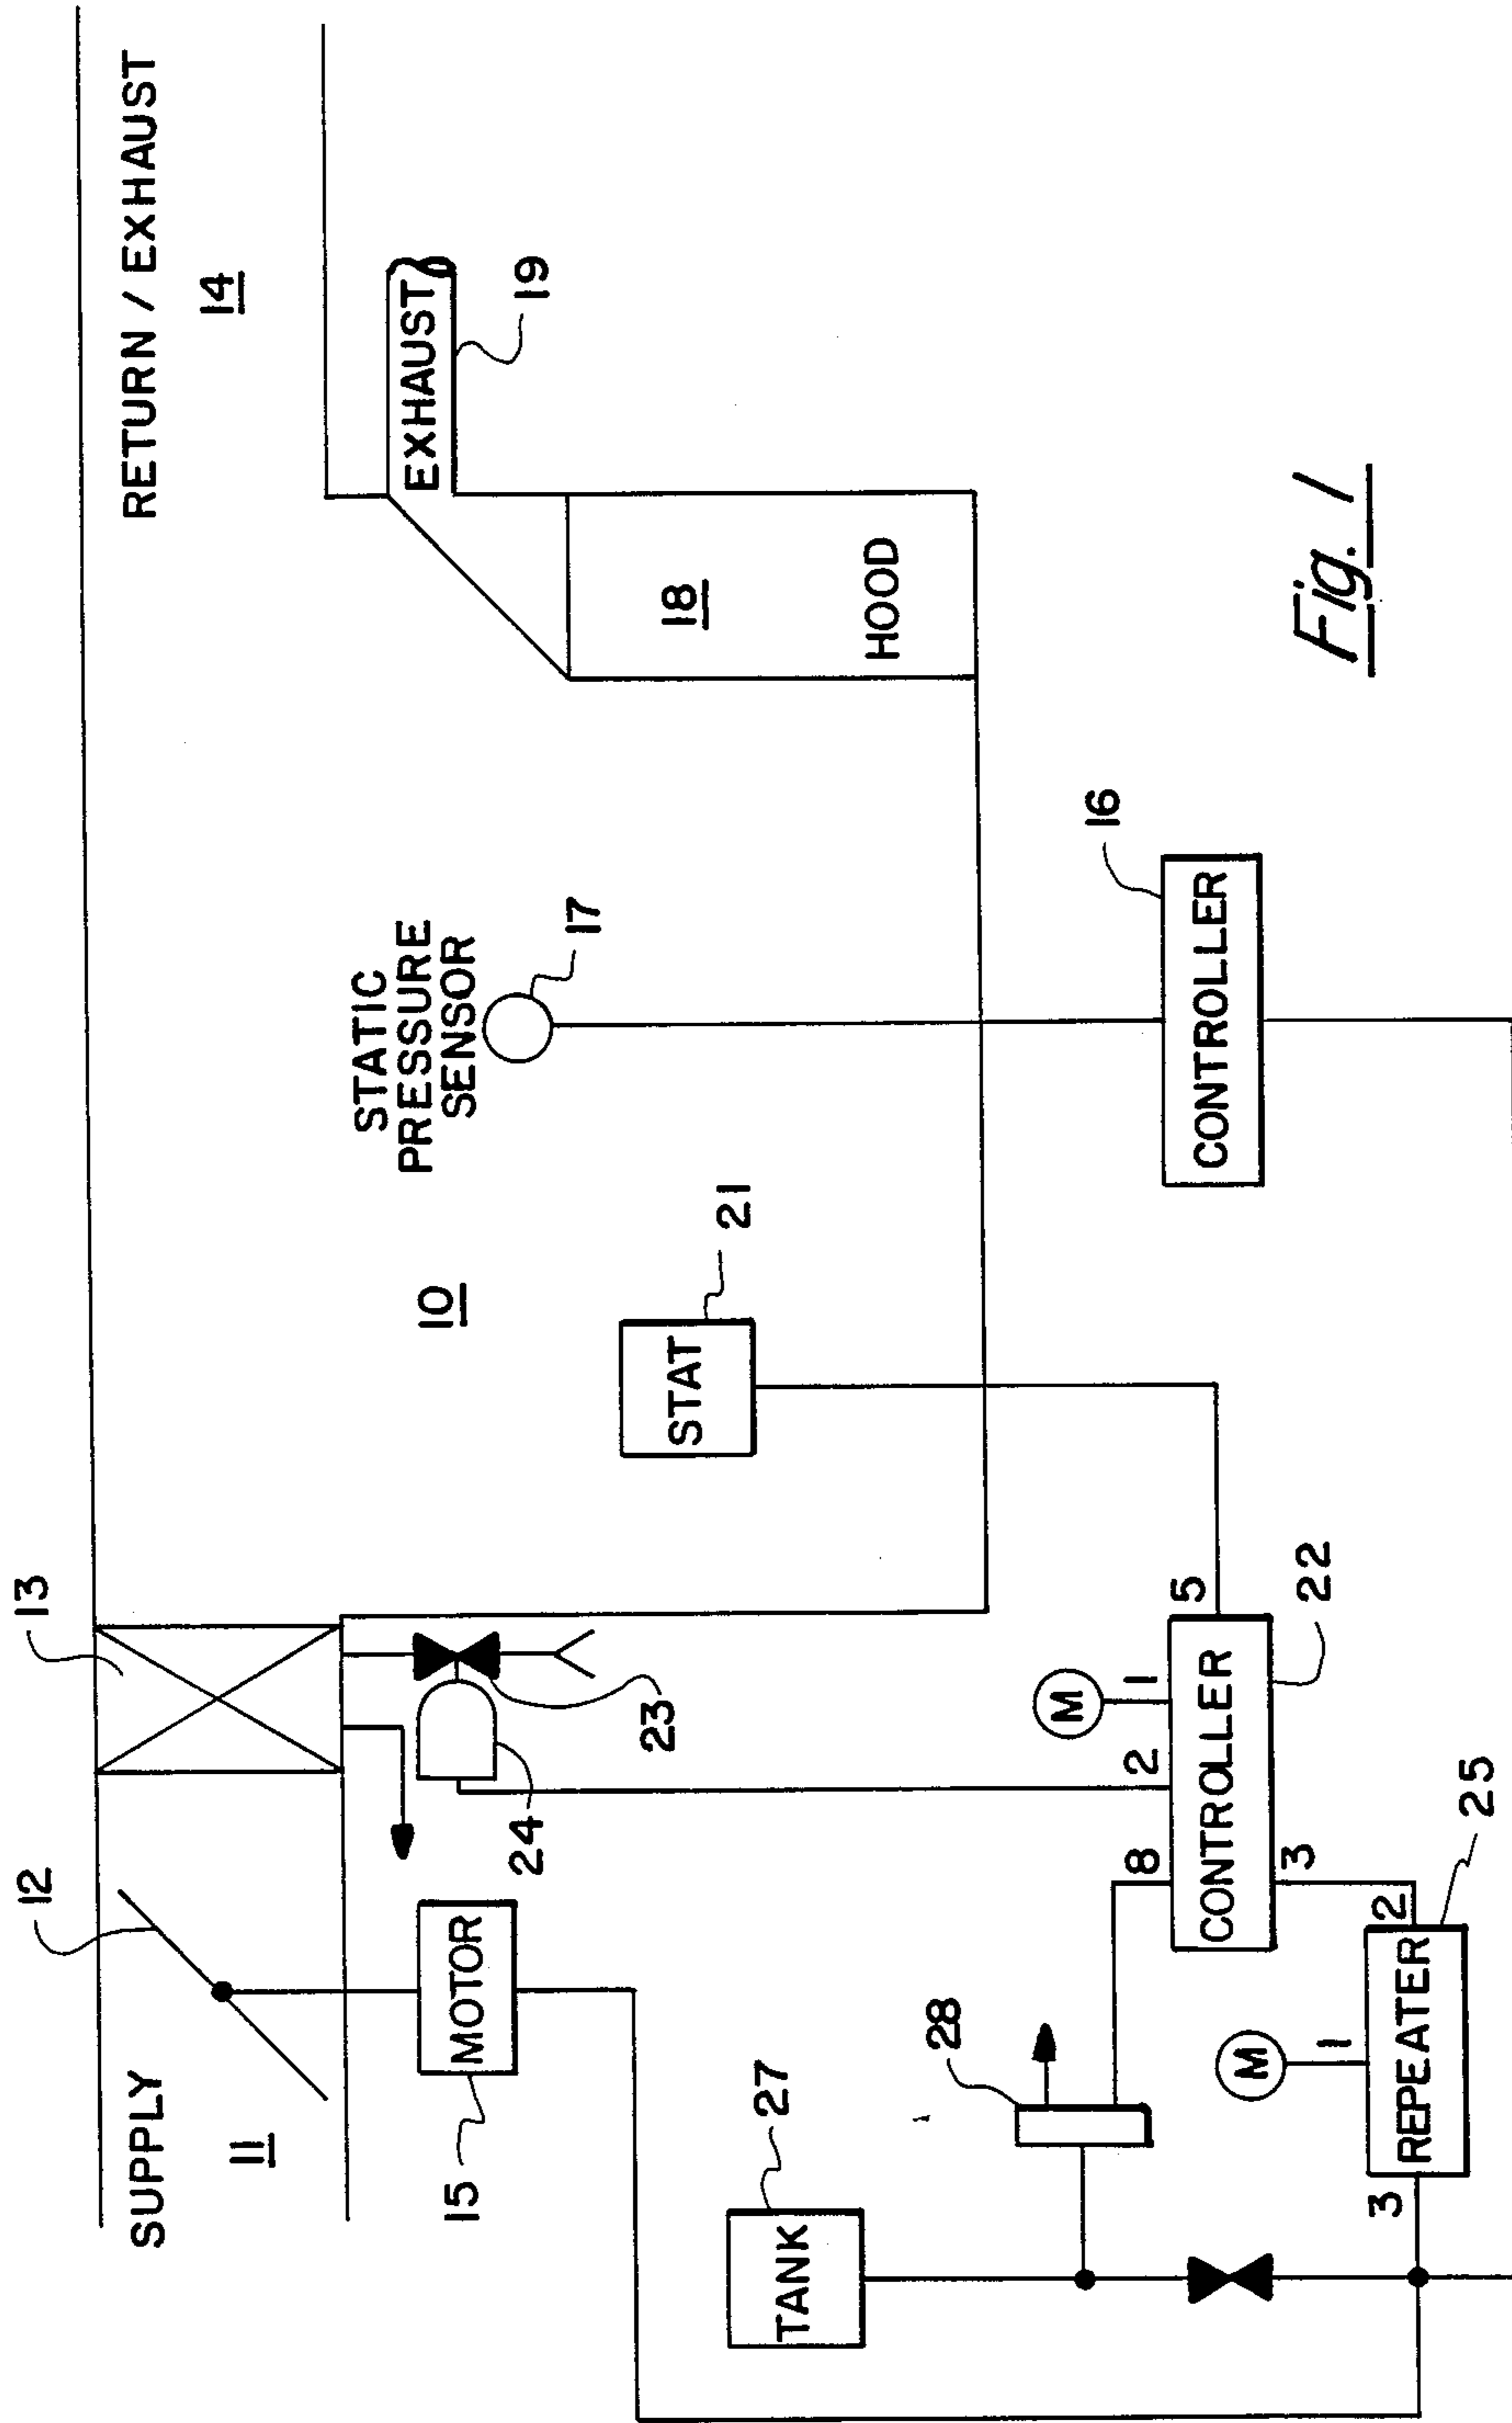 RETURN / EXHAUST
14
EXHAUST
19
18
HOOD
STATIC
PRESSURE
SENSOR
17
16
CONTROLLER
10
21
STAT
13
23
24
12
SUPPLY
11
MOTOR
15
5
22
M
1
2
8
CONTROLLER
3
25
2
28
M
1
REPEATER
3
27
TANK
Fig. 1